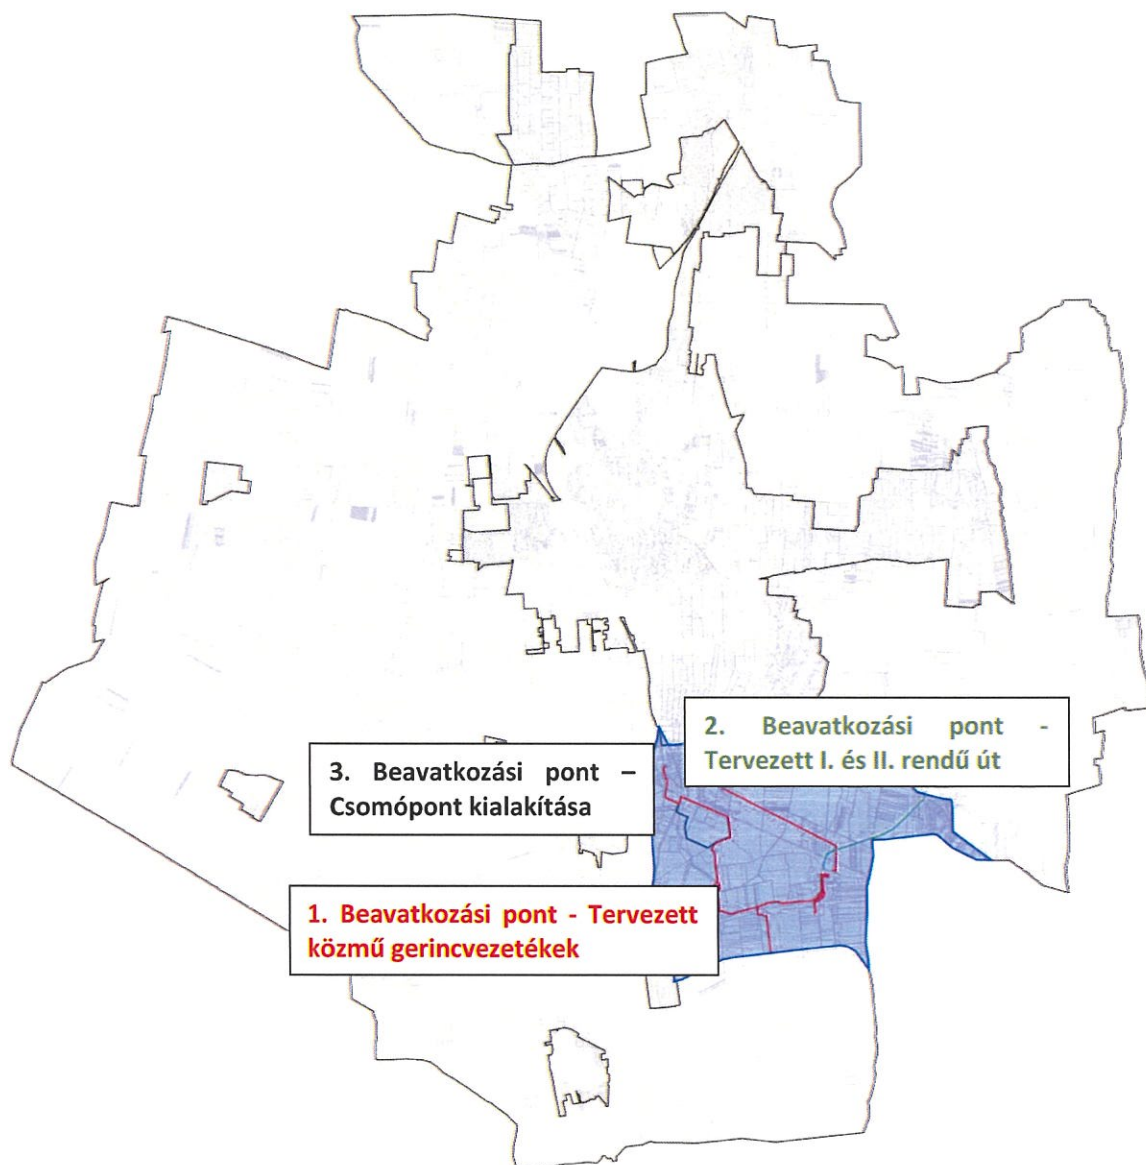 2. Beavatkozási pont -
Tervezett I. és II. rendű út
3. Beavatkozási pont –
Csomópont kialakítása
1. Beavatkozási pont - Tervezett
közmű gerincvezetékek